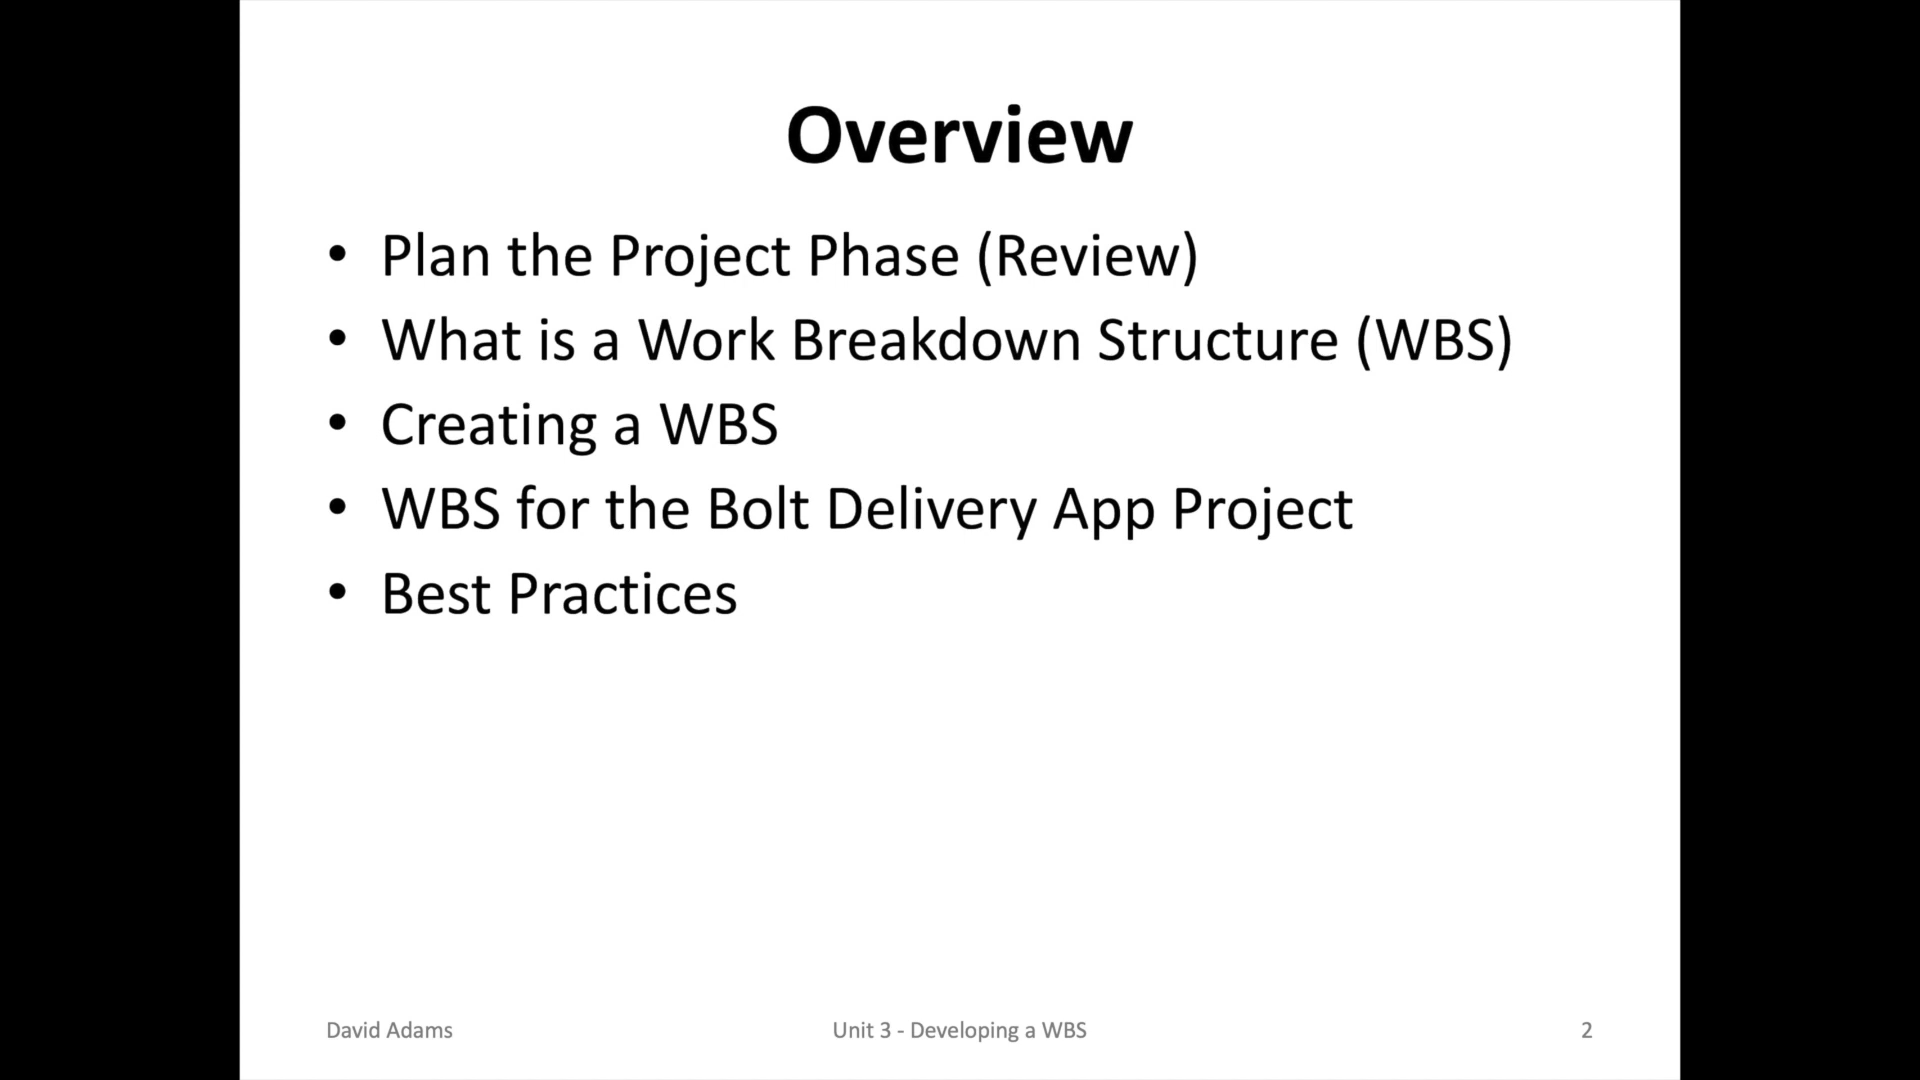 Overview
• Plan the Project Phase (Review)
• What is a Work Breakdown Structure (WBS)
• Creating a WBS
• WBS for the Bolt Delivery App Project
• Best Practices
David Adams
Unit 3 - Developing a WBS
2